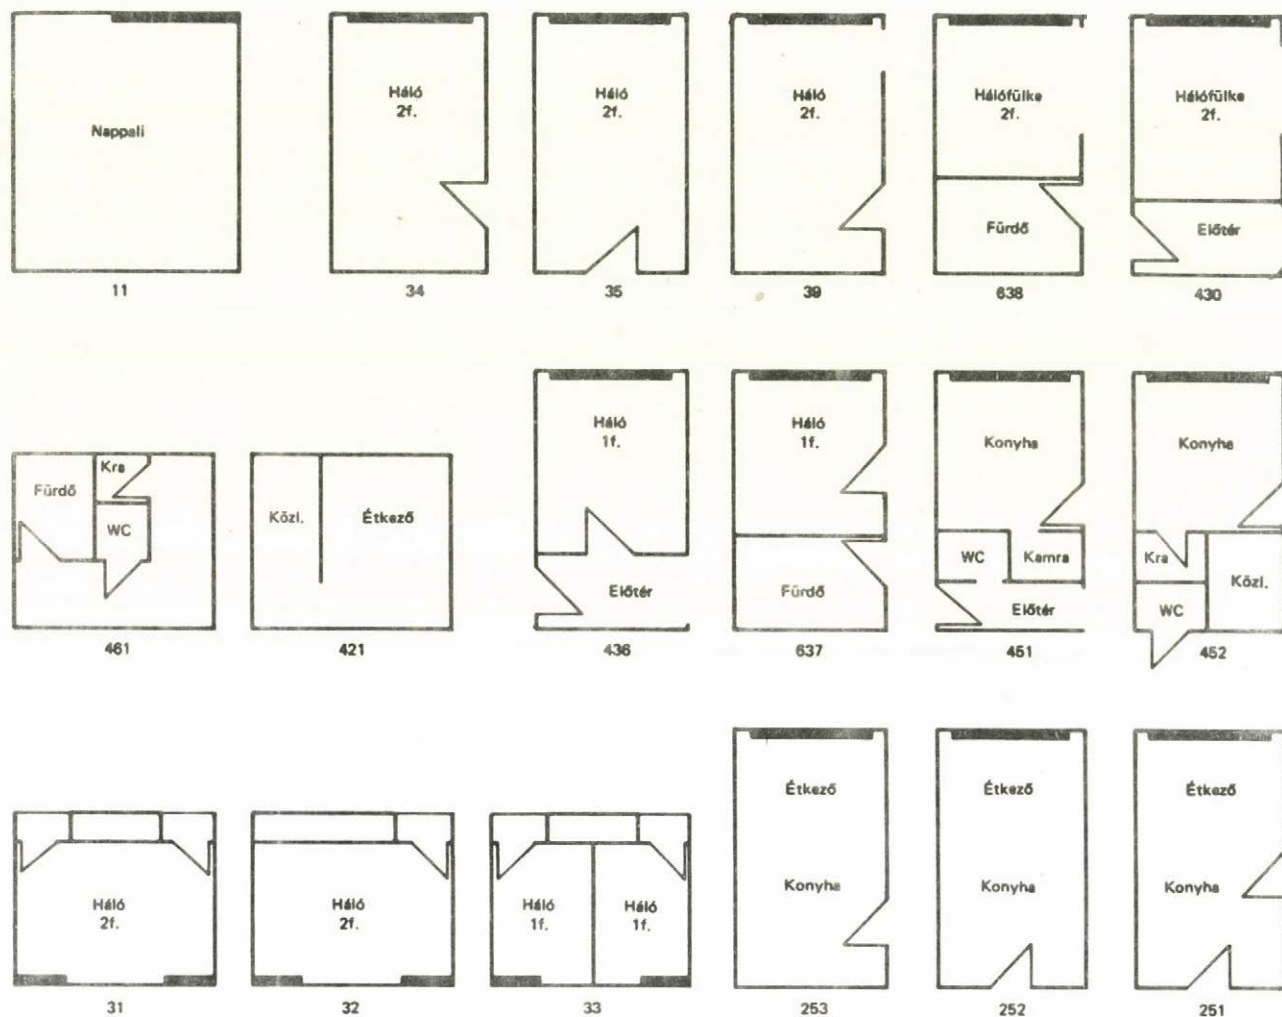 Nappali
11
Háló
2f.
34
Háló
2f.
35
Háló
2f.
39
Hálófülke
2f.
Fürdő
638
Hálófülke
2f.
Előtér
430
Fürdő
Kra
WC
461
Közl.
Étkező
421
Háló
1f.
Előtér
436
Háló
1f.
Fürdő
637
Konyha
WC
Kamra
Előtér
451
Konyha
Kra
WC
Közl.
452
Háló
2f.
31
Háló
2f.
32
Háló
1f.
Háló
1f.
33
Étkező
Konyha
253
Étkező
Konyha
252
Étkező
Konyha
251